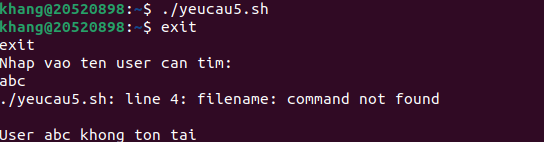 khang@20520898:~$ ./yeucau5.sh
khang@20520898:~$ exit
exit
Nhap vao ten user can tim:
abc
./yeucau5.sh: line 4: filename: command not found
User abc khong ton tai